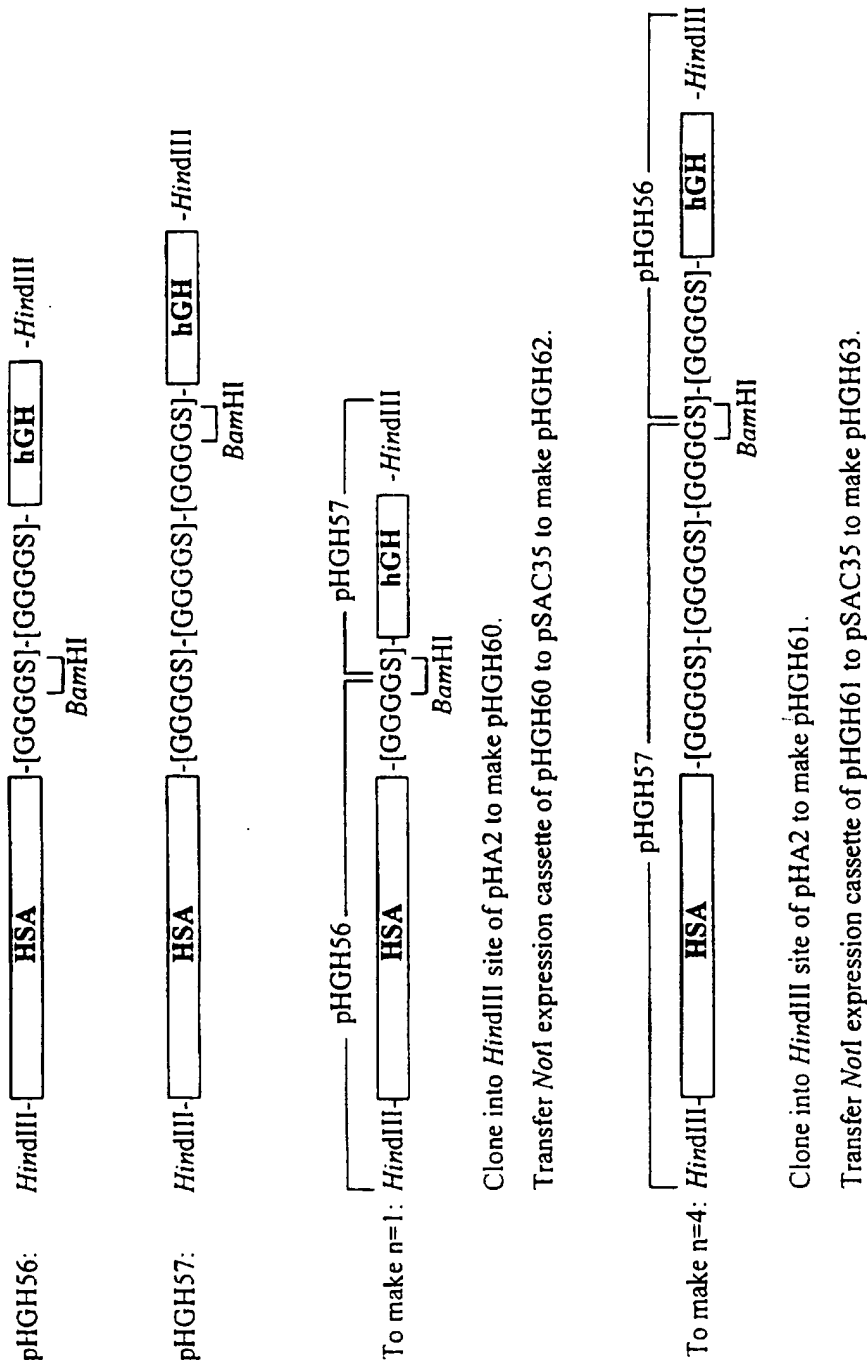 pHGH56: HindIII- HSA -[GGGGS]-[GGGGS]- hGH -HindIII
BamHI
pHGH57: HindIII- HSA -[GGGGS]-[GGGGS]-[GGGGS]- hGH -HindIII
BamHI
pHGH56 pHGH57
To make n=1: HindIII- HSA -[GGGGS]- hGH -HindIII
BamHI
Clone into HindIII site of pHA2 to make pHGH60.
Transfer NotI expression cassette of pHGH60 to pSAC35 to make pHGH62.
pHGH57 pHGH56
To make n=4: HindIII- HSA -[GGGGS]-[GGGGS]-[GGGGS]-[GGGGS]- hGH -HindIII
BamHI
Clone into HindIII site of pHA2 to make pHGH61.
Transfer NotI expression cassette of pHGH61 to pSAC35 to make pHGH63.